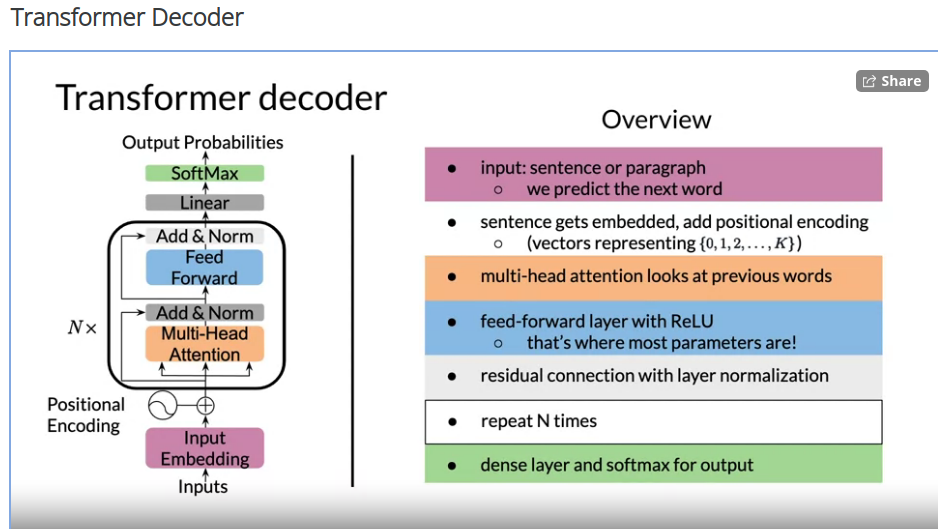 Transformer Decoder
Share
Transformer decoder
Output Probabilities
SoftMax
Linear
Add & Norm
Feed
Forward
Add & Norm
Multi-Head
Attention
N×
Positional
Encoding
Input
Embedding
Inputs
Overview
● input: sentence or paragraph
○ we predict the next word
● sentence gets embedded, add positional encoding
○ (vectors representing {0, 1, 2, . . . , K})
● multi-head attention looks at previous words
● feed-forward layer with ReLU
○ that's where most parameters are!
● residual connection with layer normalization
● repeat N times
● dense layer and softmax for output